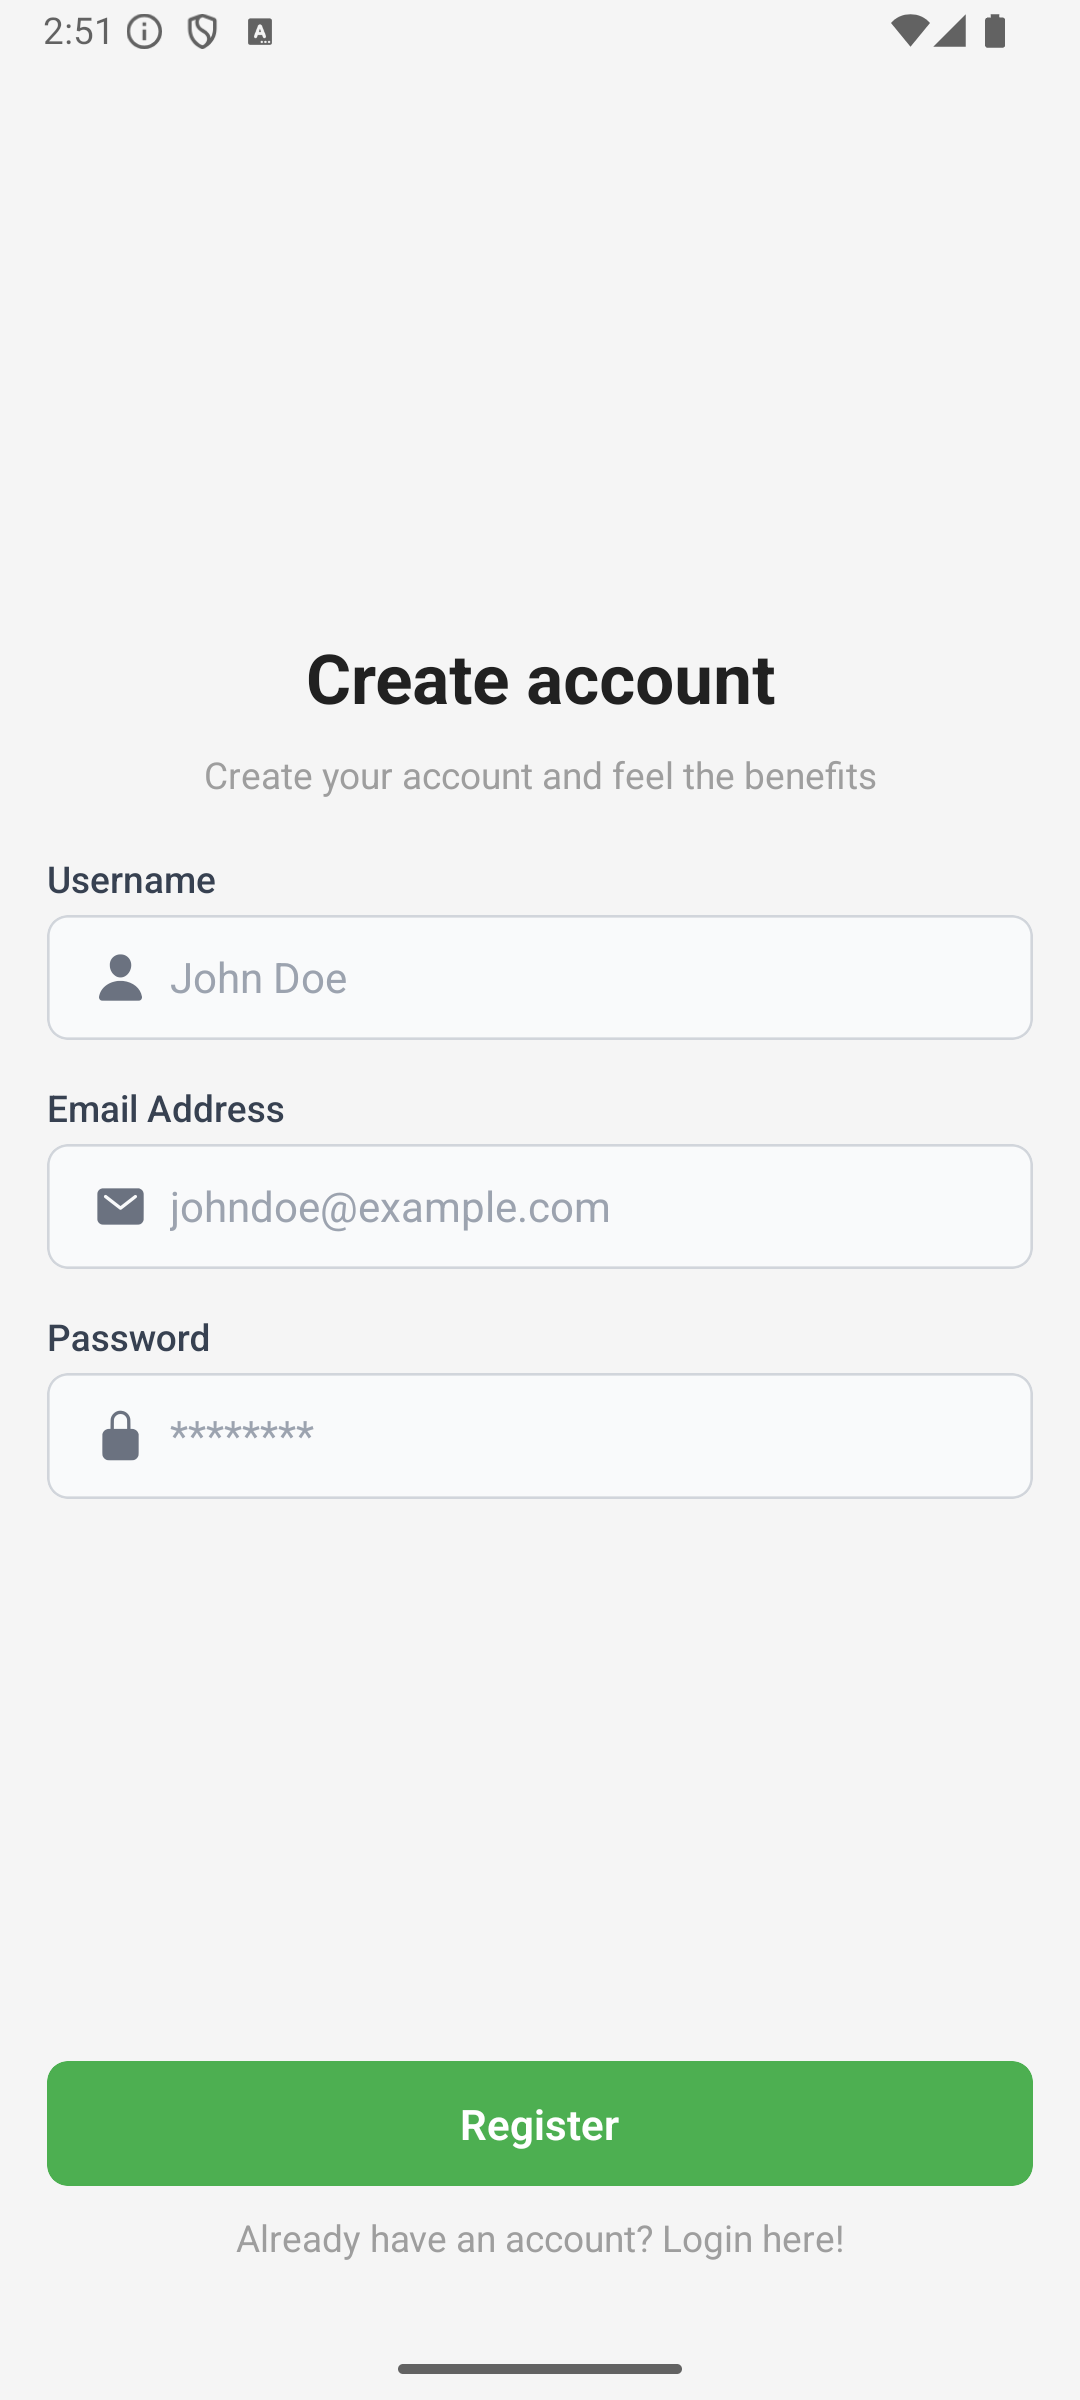 2:51
Create account
Create your account and feel the benefits
Username
John Doe
Email Address
johndoe@example.com
Password
********
Register
Already have an account? Login here!